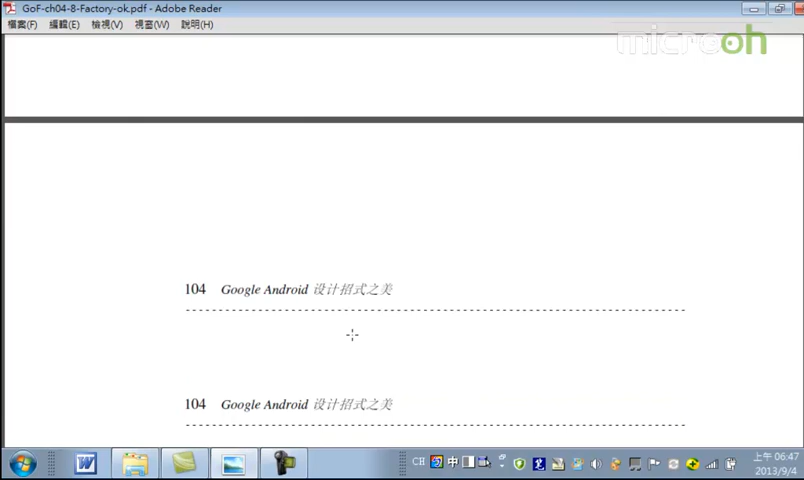 GoF-ch04-8-Factory-ok.pdf - Adobe Reader
檔案(F) 編輯(E) 檢視(V) 視窗(W) 說明(H)
microoh
104 Google Android 设计招式之美
104 Google Android 设计招式之美
CH 中
上午 06:47
2013/9/4